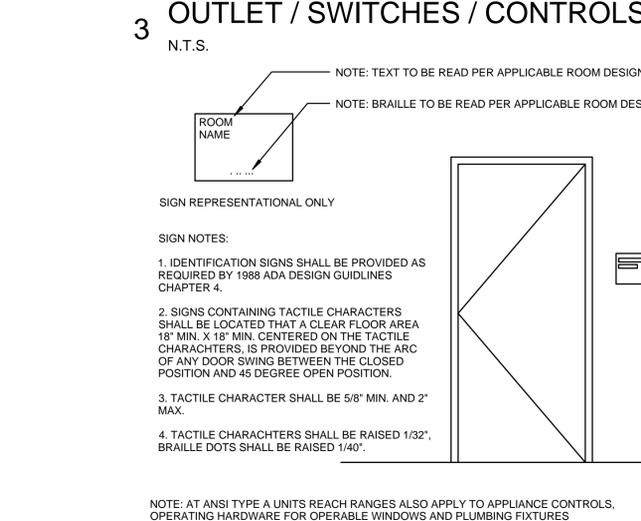 3 OUTLET / SWITCHES / CONTROLS
N.T.S.
NOTE: TEXT TO BE READ PER APPLICABLE ROOM DESIGN
NOTE: BRAILLE TO BE READ PER APPLICABLE ROOM DES
ROOM
NAME
SIGN REPRESENTATIONAL ONLY
SIGN NOTES:
1. IDENTIFICATION SIGNS SHALL BE PROVIDED AS
REQUIRED BY 1988 ADA DESIGN GUIDLINES
CHAPTER 4.
2. SIGNS CONTAINING TACTILE CHARACTERS
SHALL BE LOCATED THAT A CLEAR FLOOR AREA
18" MIN. X 18" MIN. CENTERED ON THE TACTILE
CHARACHTERS, IS PROVIDED BEYOND THE ARC
OF ANY DOOR SWING BETWEEN THE CLOSED
POSITION AND 45 DEGREE OPEN POSITION.
3. TACTILE CHARACTER SHALL BE 5/8" MIN. AND 2"
MAX.
4. TACTILE CHARACHTERS SHALL BE RAISED 1/32",
BRAILLE DOTS SHALL BE RAISED 1/40".
NOTE: AT ANSI TYPE A UNITS REACH RANGES ALSO APPLY TO APPLIANCE CONTROLS,
OPERATING HARDWARE FOR OPERABLE WINDOWS AND PLUMBING FIXTURES